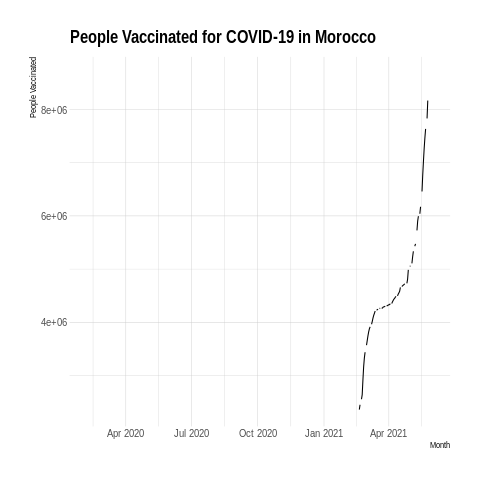 People Vaccinated for COVID-19 in Morocco
People Vaccinated
8e+06
6e+06
4e+06
Apr 2020 Jul 2020 Oct 2020 Jan 2021 Apr 2021
Month